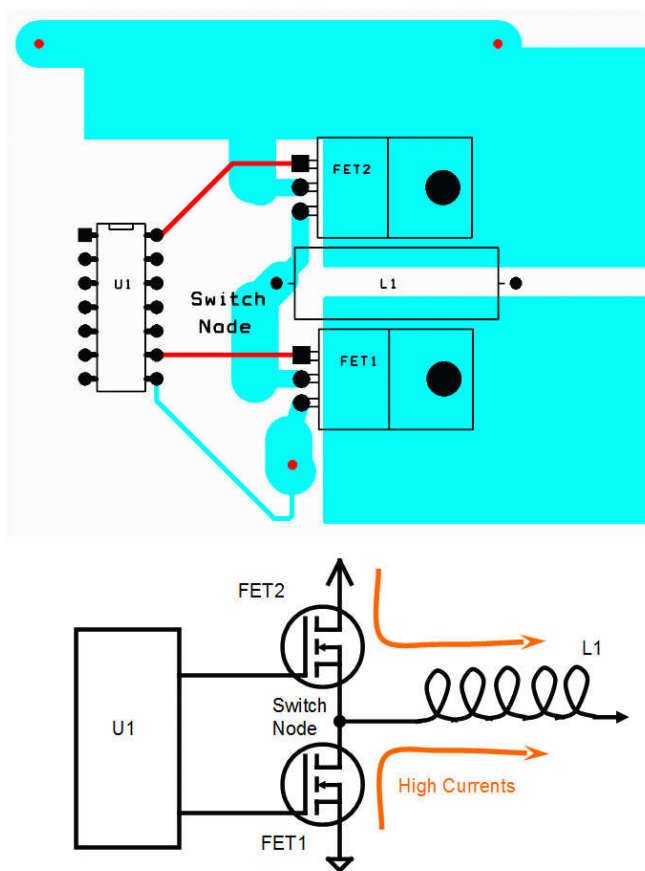 FET2
U1
L1
Switch
Node
FET1
FET2
L1
Switch
Node
U1
High Currents
FET1